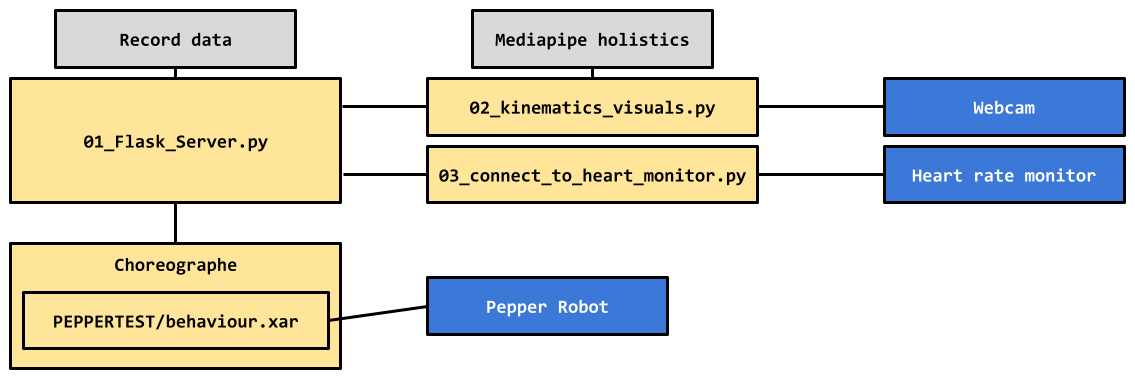 Record data
Mediapipe holistics
01_Flask_Server.py
02_kinematics_visuals.py
Webcam
03_connect_to_heart_monitor.py
Heart rate monitor
Choreographe
PEPPERTEST/behaviour.xar
Pepper Robot